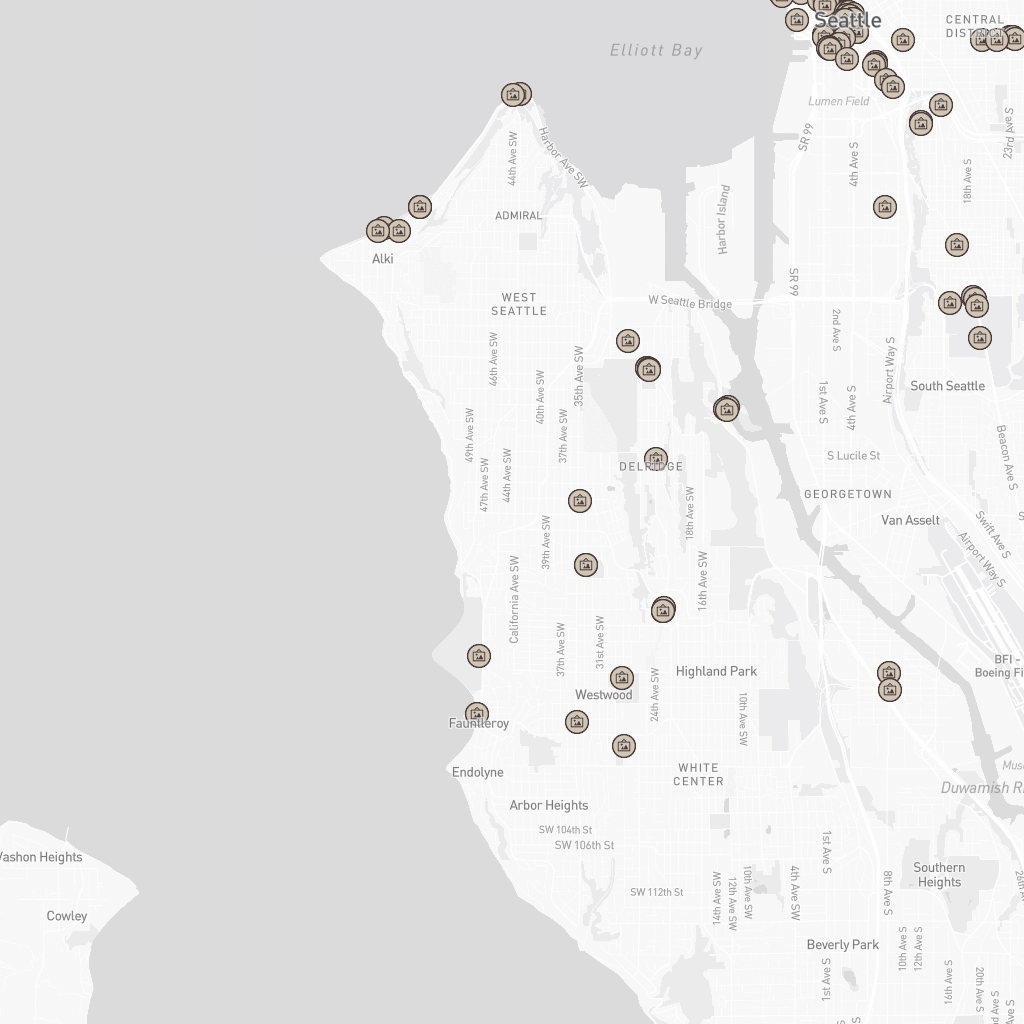 Seattle
CENTRAL
DISTRICT
Elliott Bay
Lumen Field
SR 99
4th Ave S
23rd Ave S
18th Ave S
44th Ave SW
Harbor Ave SW
Harbor Island
ADMIRAL
Alki
WEST
SEATTLE
W Seattle Bridge
SR 99
2nd Ave S
Airport Way S
46th Ave SW
35th Ave SW
40th Ave SW
1st Ave S
4th Ave S
South Seattle
49th Ave SW
37th Ave SW
47th Ave SW
44th Ave SW
Beacon Ave S
S Lucile St
DELRIDGE
GEORGETOWN
18th Ave SW
39th Ave SW
Van Asselt
Swift Ave S
Airport Way S
California Ave SW
16th Ave SW
37th Ave SW
31st Ave SW
24th Ave SW
10th Ave SW
Highland Park
BFI -
Boeing Fi
Westwood
Fauntleroy
Endolyne
WHITE
CENTER
Duwamish R
Arbor Heights
SW 104th St
SW 106th St
1st Ave S
Vashon Heights
Cowley
SW 112th St
14th Ave SW
12th Ave SW
10th Ave SW
4th Ave SW
8th Ave S
Southern
Heights
Beverly Park
1st Ave S
10th Ave S
12th Ave S
16th Ave S
20th Ave S